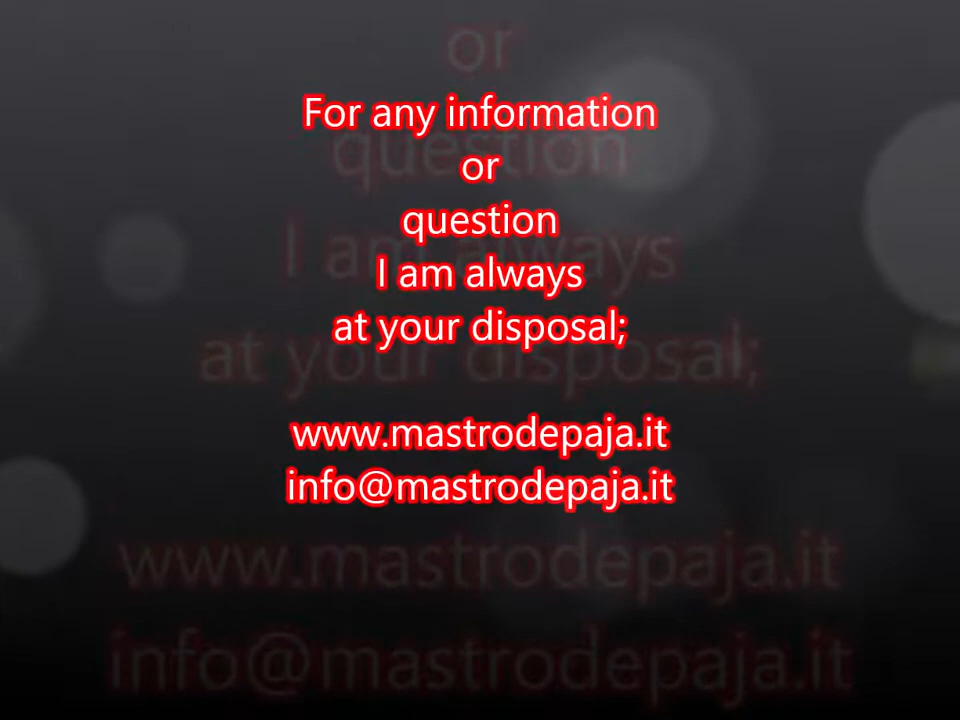 For any information
or
question
I am always
at your disposal;
www.mastrodepaja.it
info@mastrodepaja.it